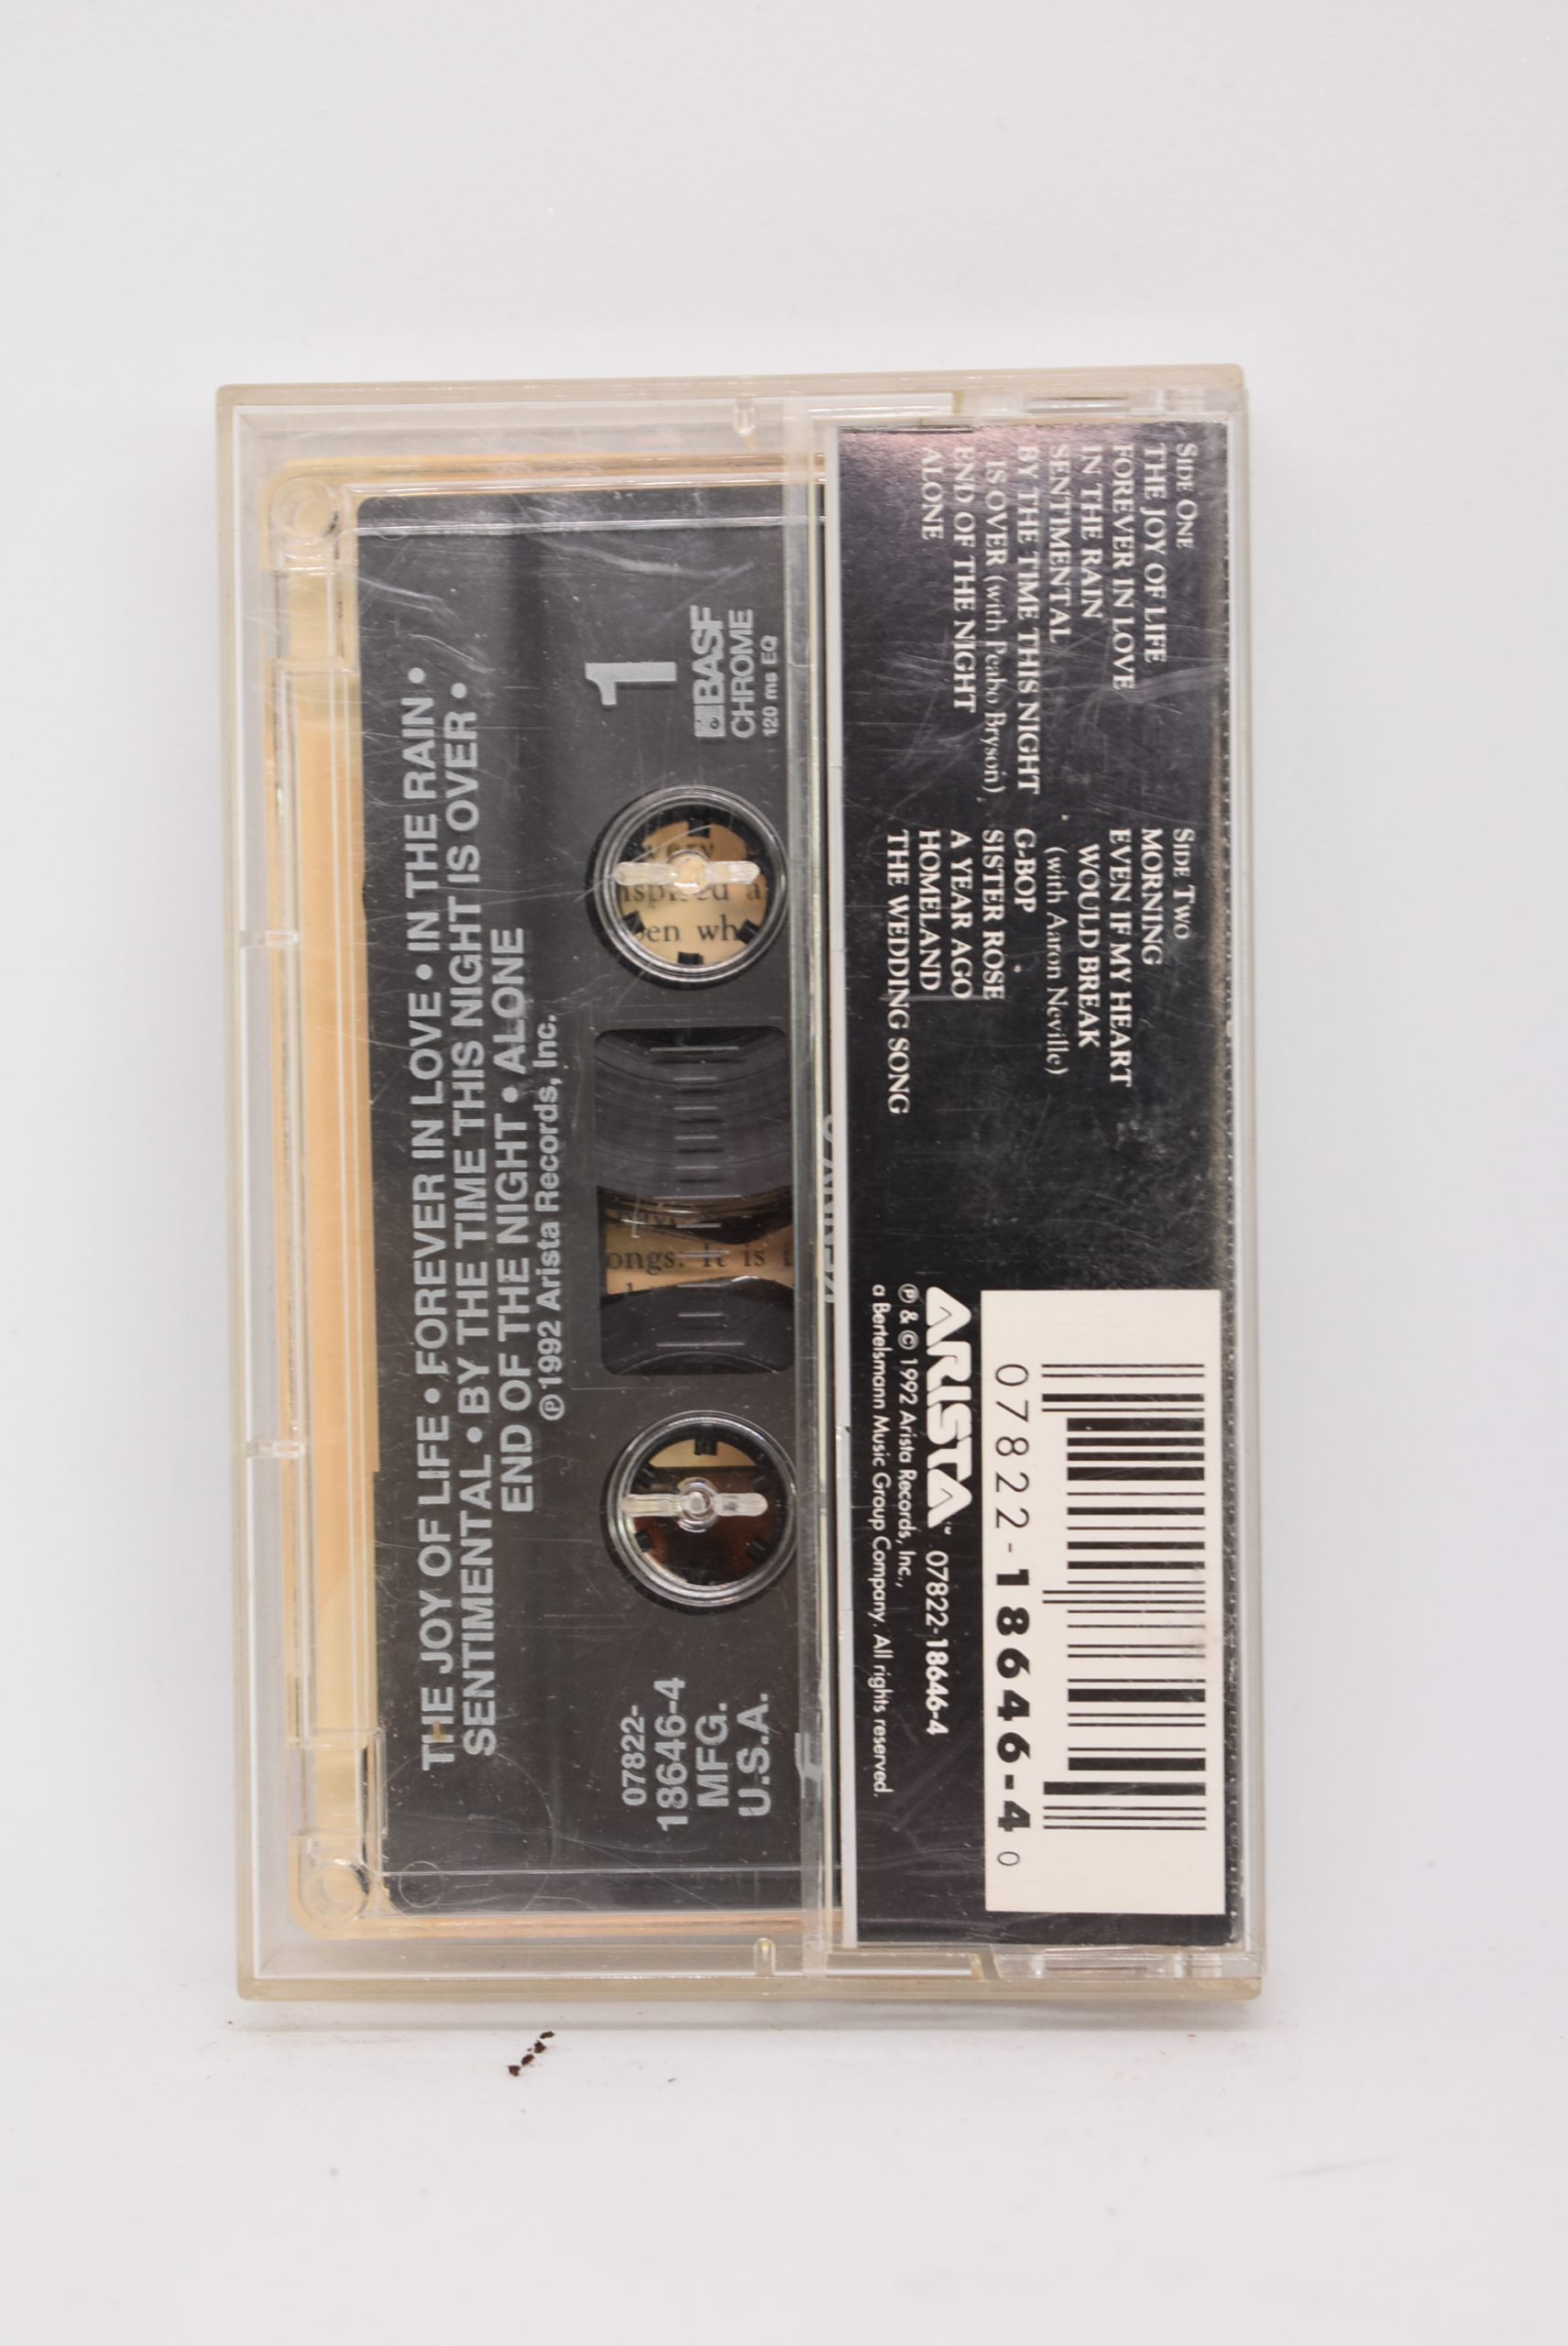 SIDE ONE
THE JOY OF LIFE
FOREVER IN LOVE
IN THE RAIN
SENTIMENTAL
BY THE TIME THIS NIGHT
IS OVER (with Peabo Bryson)
END OF THE NIGHT
ALONE
SIDE TWO
MORNING
EVEN IF MY HEART
WOULD BREAK
(with Aaron Neville)
G-BOP
SISTER ROSE
A YEAR AGO
HOMELAND
THE WEDDING SONG
07822-18646-4 0
ARISTA™ 07822-18646-4
℗ & © 1992 Arista Records, Inc.,
a Bertelsmann Music Group Company. All rights reserved.
THE JOY OF LIFE • FOREVER IN LOVE • IN THE RAIN •
SENTIMENTAL • BY THE TIME THIS NIGHT IS OVER •
END OF THE NIGHT • ALONE
℗1992 Arista Records, Inc.
1
BASF
CHROME
120 ms EQ
07822-
18646-4
MFG.
U.S.A.
ongs. It is